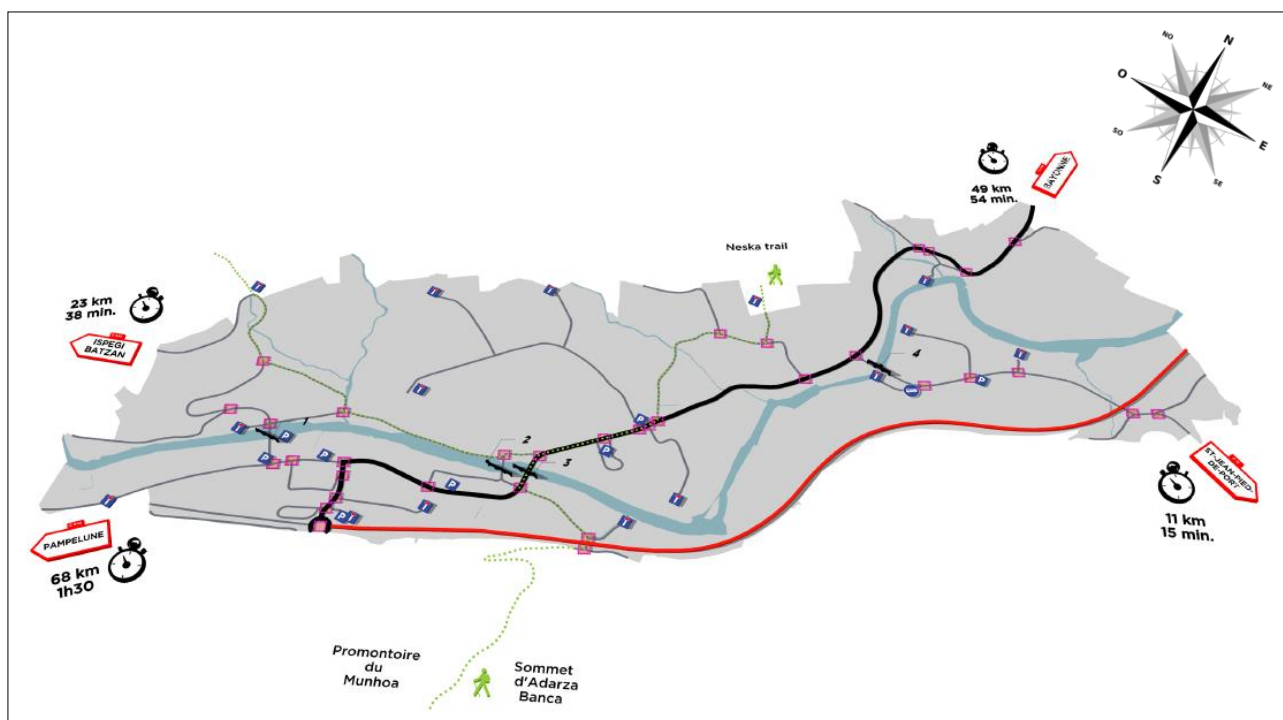 NO
N
O
NE
SO
E
S
SE
49 km
54 min.
BAYONNE
Neska trail
23 km
38 min.
ISPEGI
BATZAN
4
1
P
2
P
P
P
3
P
P
P
P
ST-JEAN-PIED-
DE-PORT
PAMPELUNE
68 km
1h30
11 km
15 min.
Promontoire
du
Munhoa
Sommet
d'Adarza
Banca